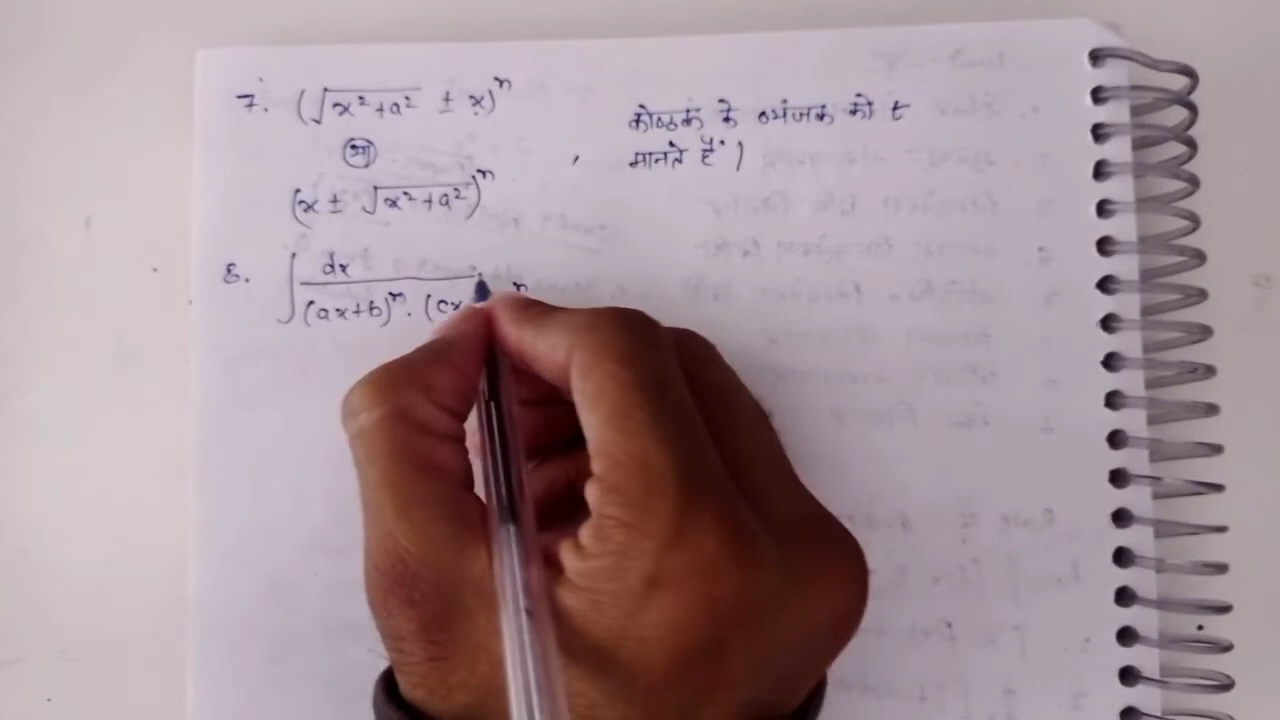 7. (√x²+a² ± x)ⁿ
कोष्ठक के व्यंजक को t
या
मानते हैं।
(x ± √x²+a²)ⁿ
8. ∫ dx
(ax+b)ⁿ . (cx